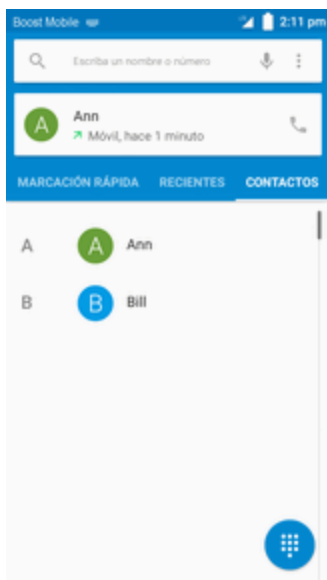 Boost Mobile 2:11 pm
Escriba un nombre o número
A Ann
Móvil, hace 1 minuto
MARCACIÓN RÁPIDA RECIENTES CONTACTOS
A A Ann
B B Bill